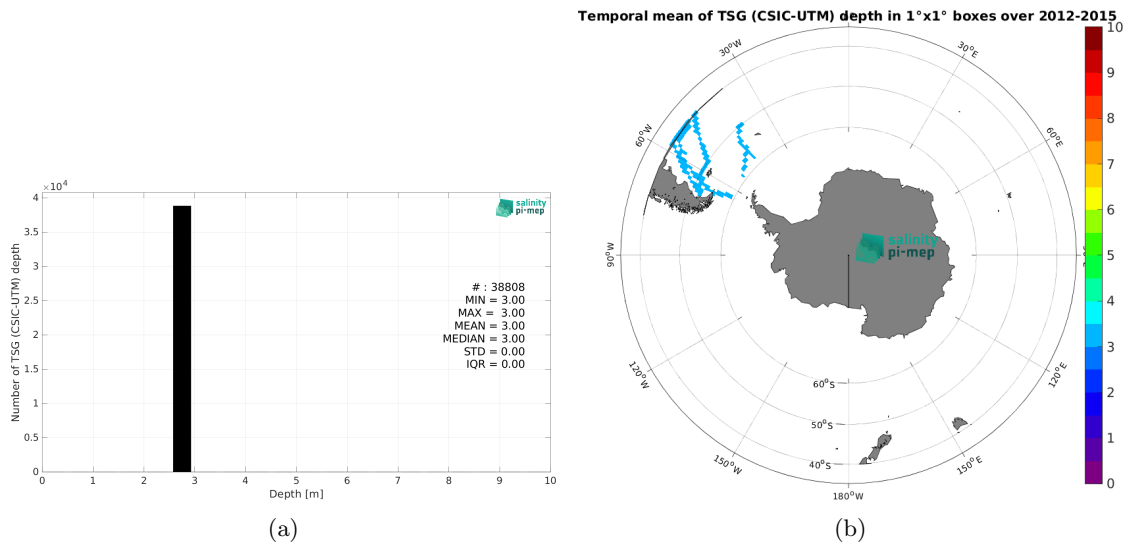 Temporal mean of TSG (CSIC-UTM) depth in 1°x1° boxes over 2012-2015
×10⁴
4
3.5
3
2.5
2
1.5
1
0.5
0
Number of TSG (CSIC-UTM) depth
salinity
pi-mep
# : 38808
MIN = 3.00
MAX = 3.00
MEAN = 3.00
MEDIAN = 3.00
STD = 0.00
IQR = 0.00
0 1 2 3 4 5 6 7 8 9 10
Depth [m]
(a)
30°W
30°E
60°W
60°E
90°W
120°W
120°E
150°W
150°E
180°W
60°S
50°S
40°S
salinity
pi-mep
10
9
8
7
6
5
4
3
2
1
0
(b)